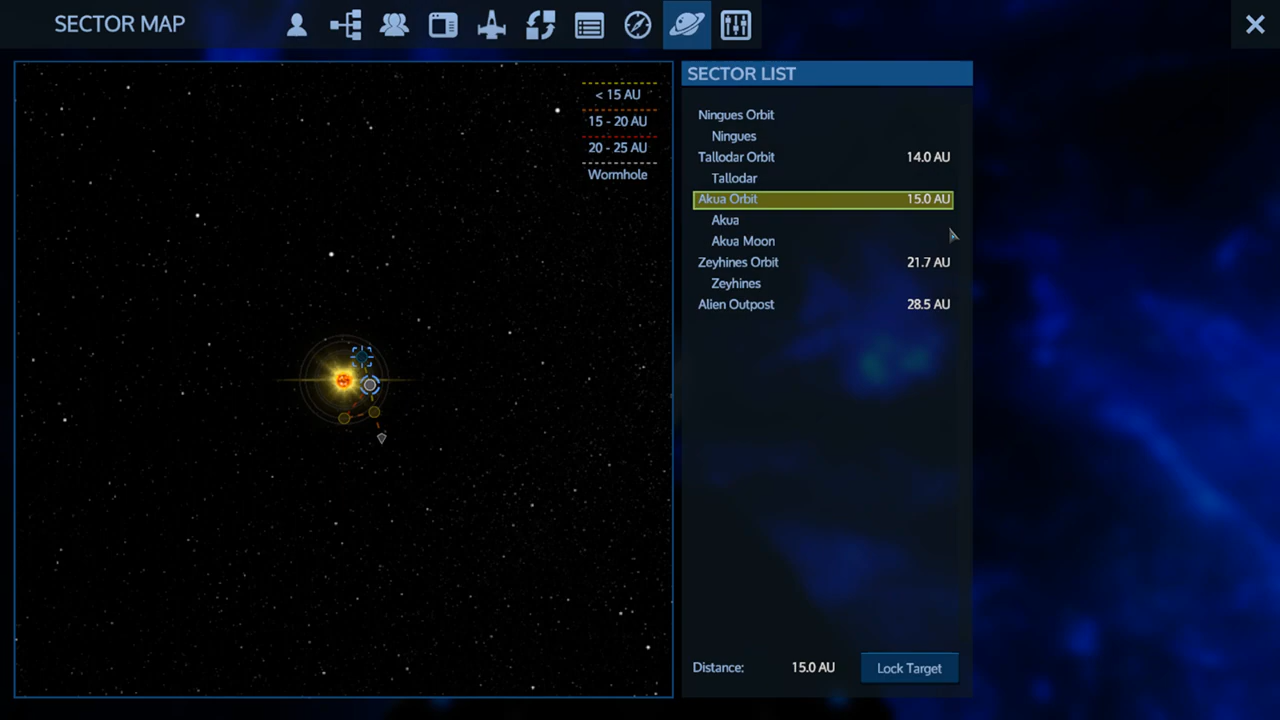 SECTOR MAP
< 15 AU
15 - 20 AU
20 - 25 AU
Wormhole
SECTOR LIST
Ningues Orbit
Ningues
Tallodar Orbit 14.0 AU
Tallodar
Akua Orbit 15.0 AU
Akua
Akua Moon
Zeyhines Orbit 21.7 AU
Zeyhines
Alien Outpost 28.5 AU
Distance: 15.0 AU Lock Target